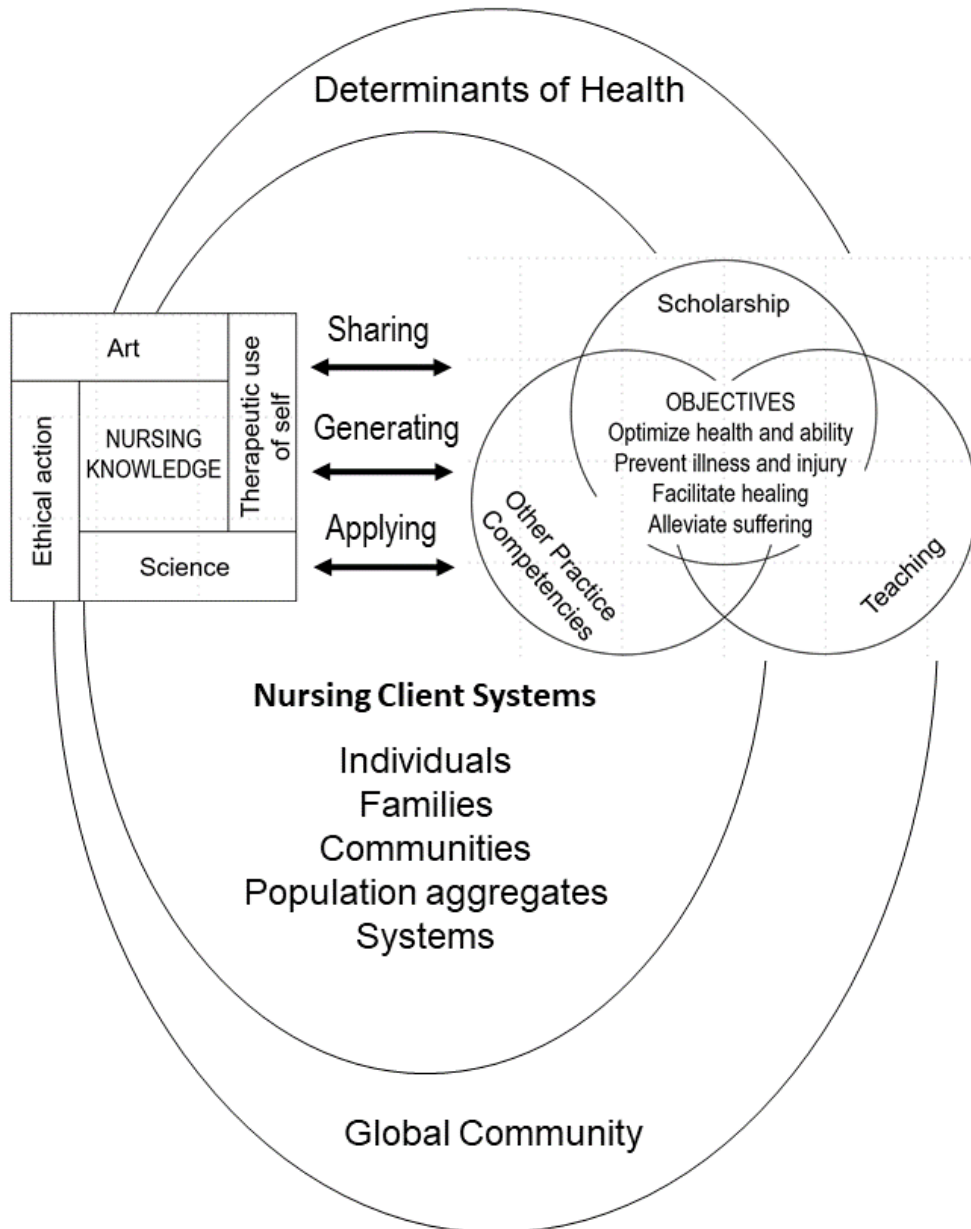 Determinants of Health
Art
Ethical action
NURSING
KNOWLEDGE
Therapeutic use
of self
Science
Sharing
Generating
Applying
Scholarship
OBJECTIVES
Optimize health and ability
Prevent illness and injury
Facilitate healing
Alleviate suffering
Other Practice
Competencies
Teaching
Nursing Client Systems
Individuals
Families
Communities
Population aggregates
Systems
Global Community